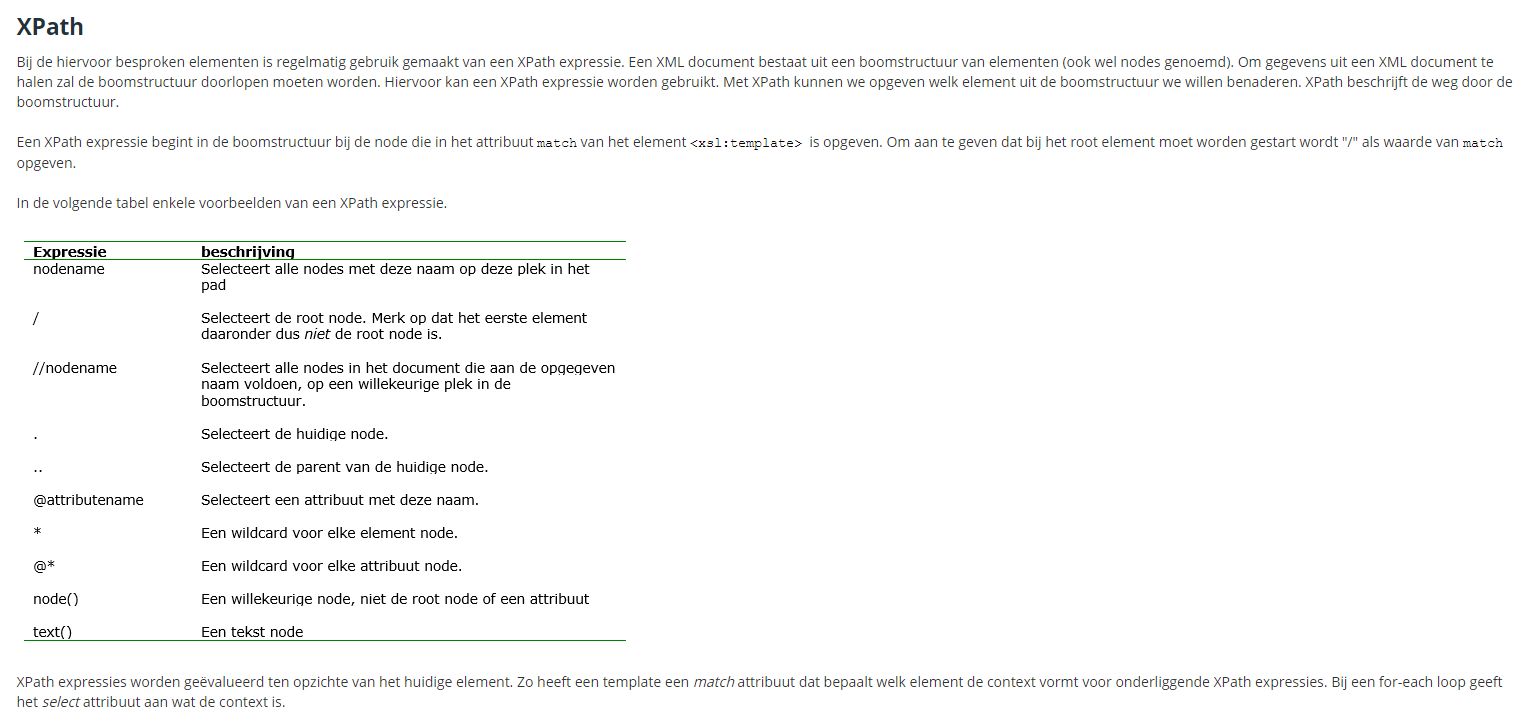 XPath
Bij de hiervoor besproken elementen is regelmatig gebruik gemaakt van een XPath expressie. Een XML document bestaat uit een boomstructuur van elementen (ook wel nodes genoemd). Om gegevens uit een XML document te
halen zal de boomstructuur doorlopen moeten worden. Hiervoor kan een XPath expressie worden gebruikt. Met XPath kunnen we opgeven welk element uit de boomstructuur we willen benaderen. XPath beschrijft de weg door de
boomstructuur.
Een XPath expressie begint in de boomstructuur bij de node die in het attribuut match van het element <xsl:template> is opgeven. Om aan te geven dat bij het root element moet worden gestart wordt "/" als waarde van match
opgeven.
In de volgende tabel enkele voorbeelden van een XPath expressie.
Expressie beschrijving
nodename Selecteert alle nodes met deze naam op deze plek in het
pad
/ Selecteert de root node. Merk op dat het eerste element
daaronder dus niet de root node is.
//nodename Selecteert alle nodes in het document die aan de opgegeven
naam voldoen, op een willekeurige plek in de
boomstructuur.
. Selecteert de huidige node.
.. Selecteert de parent van de huidige node.
@attributename Selecteert een attribuut met deze naam.
* Een wildcard voor elke element node.
@* Een wildcard voor elke attribuut node.
node() Een willekeurige node, niet de root node of een attribuut
text() Een tekst node
XPath expressies worden geëvalueerd ten opzichte van het huidige element. Zo heeft een template een match attribuut dat bepaalt welk element de context vormt voor onderliggende XPath expressies. Bij een for-each loop geeft
het select attribuut aan wat de context is.